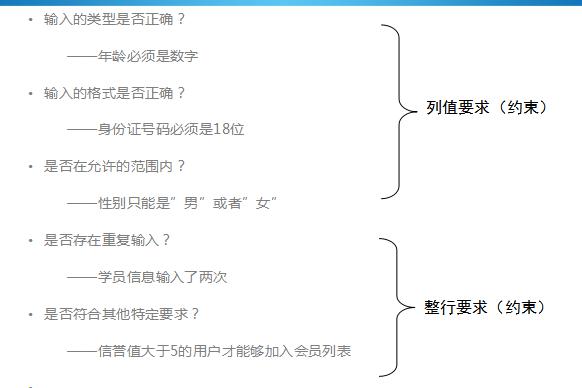 • 输入的类型是否正确？
——年龄必须是数字
• 输入的格式是否正确？
——身份证号码必须是18位
• 是否在允许的范围内？
——性别只能是”男”或者”女”
列值要求（约束）
• 是否存在重复输入？
——学员信息输入了两次
• 是否符合其他特定要求？
——信誉值大于5的用户才能够加入会员列表
整行要求（约束）